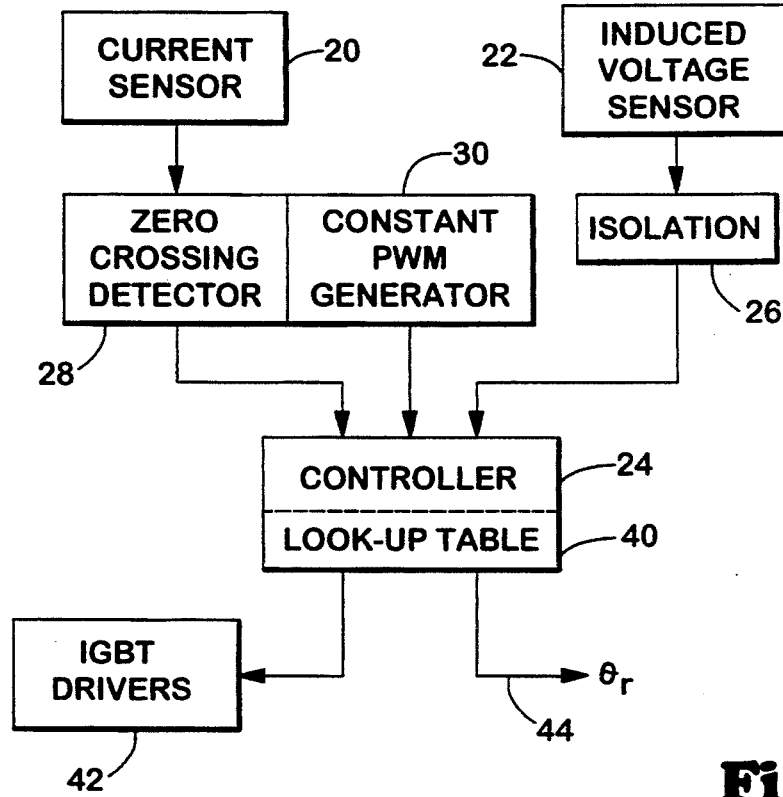 CURRENT
SENSOR
20
22
INDUCED
VOLTAGE
SENSOR
30
ZERO
CROSSING
DETECTOR
CONSTANT
PWM
GENERATOR
ISOLATION
28
26
CONTROLLER
24
LOOK-UP TABLE
40
IGBT
DRIVERS
θr
44
42
Fi